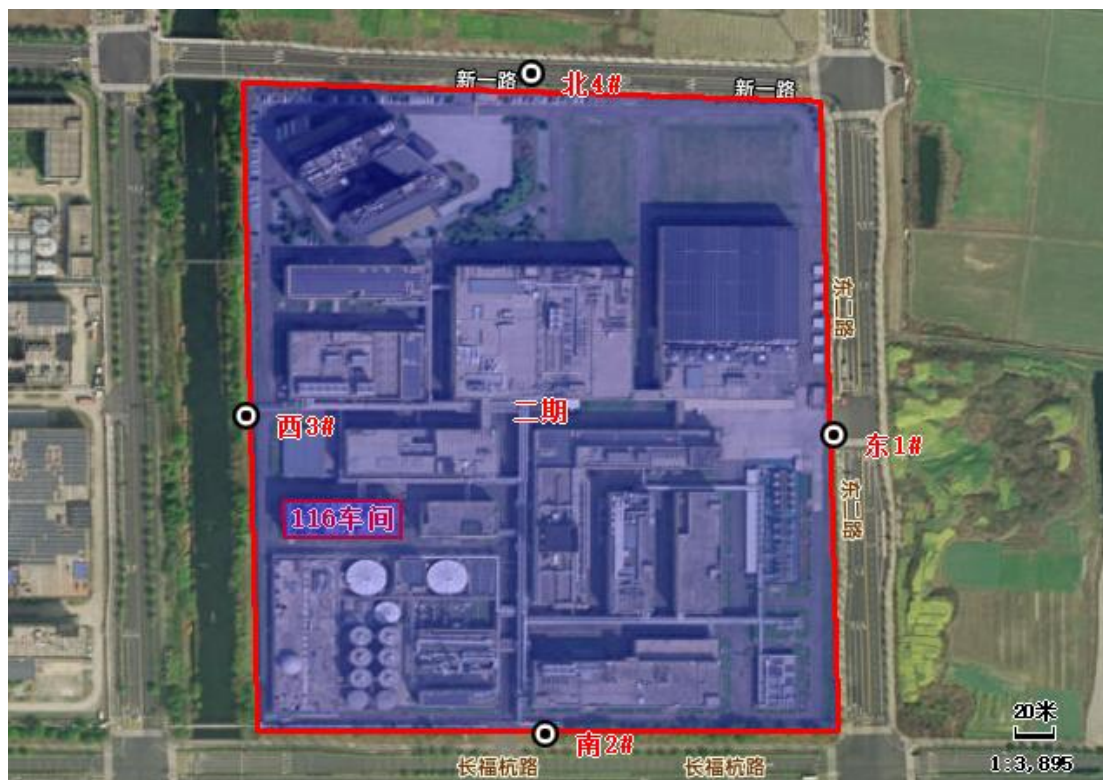 新一路
北4#
新一路
东二路
二期
西3#
东1#
东二路
116车间
南2#
长福杭路
长福杭路
20米
1:3,895